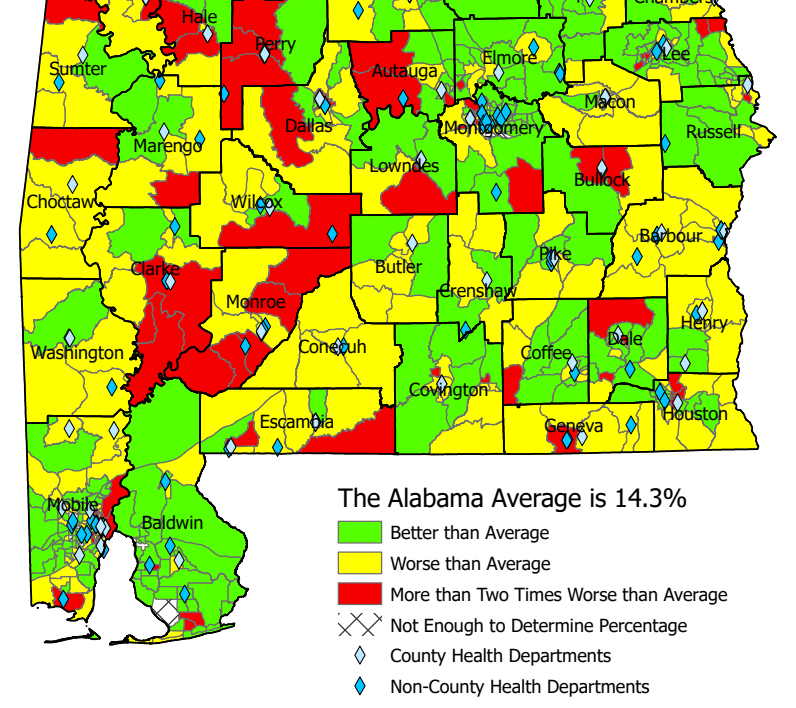 Chambers
Hale
Perry
Elmore
Lee
Sumter
Autauga
Macon
Dallas
Montgomery
Russell
Marengo
Lowndes
Bullock
Choctaw
Wilcox
Barbour
Pike
Butler
Clarke
Crenshaw
Monroe
Henry
Washington
Conecuh
Coffee
Dale
Covington
Houston
Escambia
Geneva
Mobile
Baldwin
The Alabama Average is 14.3%
Better than Average
Worse than Average
More than Two Times Worse than Average
Not Enough to Determine Percentage
County Health Departments
Non-County Health Departments